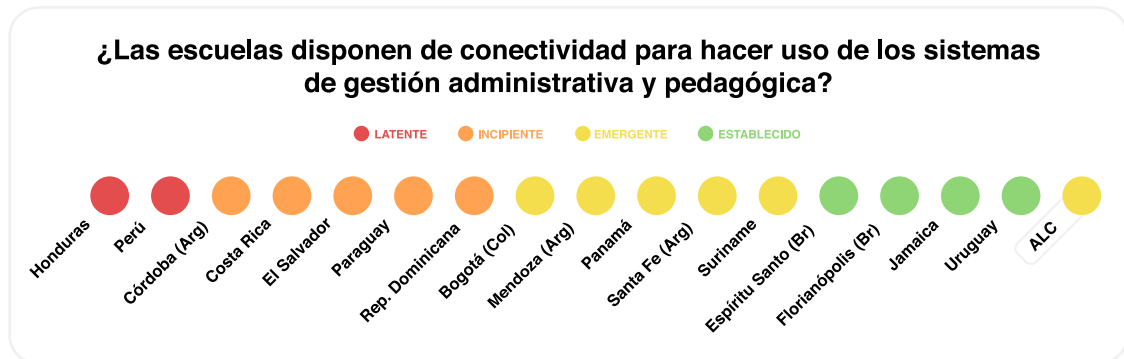 ¿Las escuelas disponen de conectividad para hacer uso de los sistemas
de gestión administrativa y pedagógica?
LATENTE INCIPIENTE EMERGENTE ESTABLECIDO
Honduras
Perú
Córdoba (Arg)
Costa Rica
El Salvador
Paraguay
Rep. Dominicana
Bogotá (Col)
Mendoza (Arg)
Panamá
Santa Fe (Arg)
Suriname
Espíritu Santo (Br)
Florianópolis (Br)
Jamaica
Uruguay
ALC